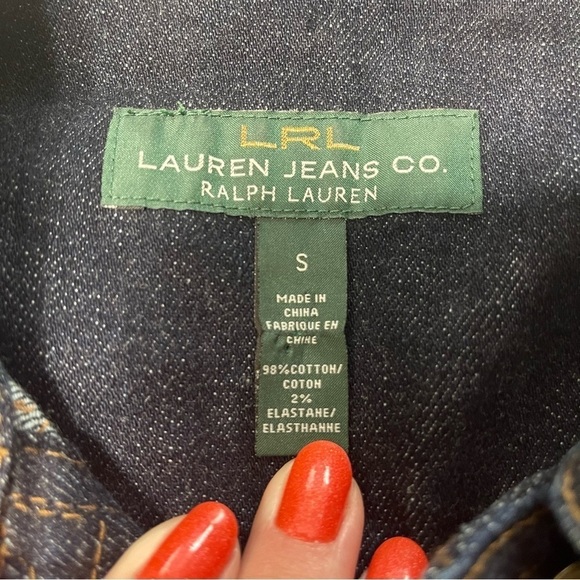 LRL
LAUREN JEANS CO.
RALPH LAUREN
S
MADE IN
CHINA
FABRIQUE EN
CHINE
98%COTTON/
COTON
2%
ELASTANE/
ELASTHANNE